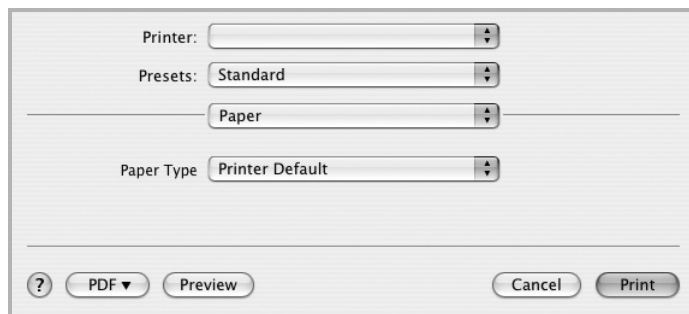 Printer:
Presets: Standard
Paper
Paper Type Printer Default
? PDF ▼ Preview Cancel Print